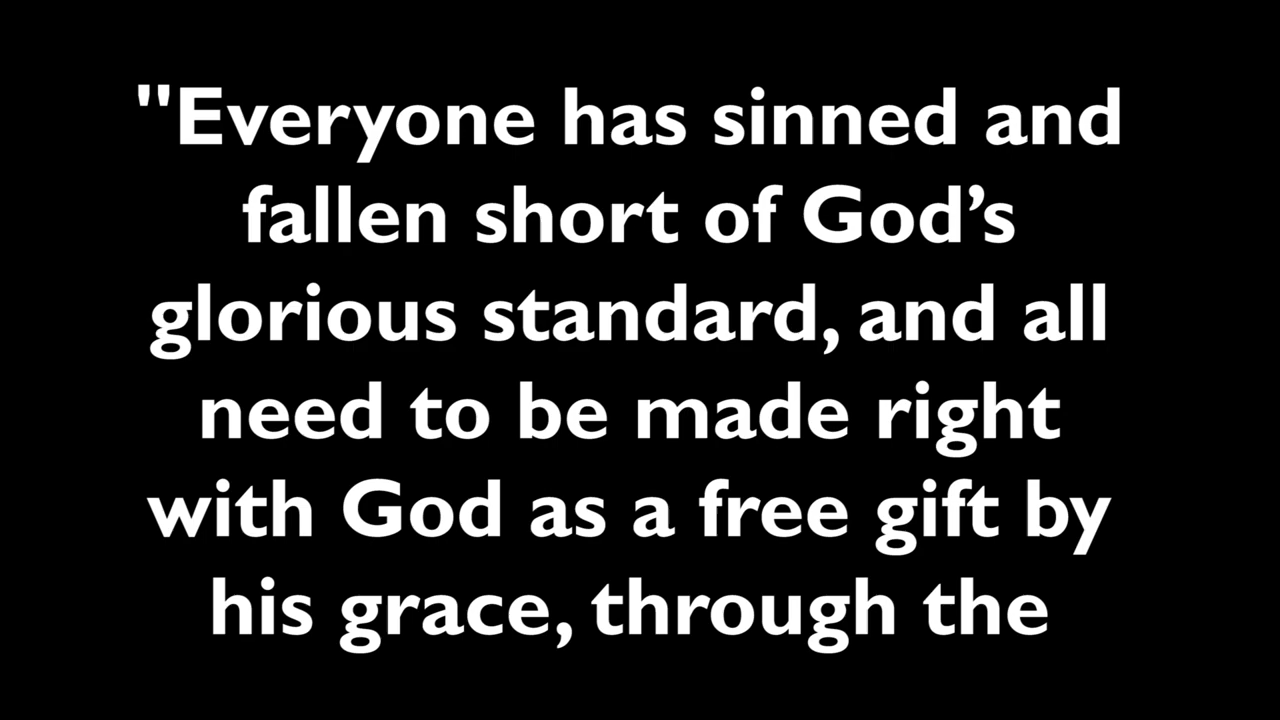 "Everyone has sinned and
fallen short of God’s
glorious standard, and all
need to be made right
with God as a free gift by
his grace, through the